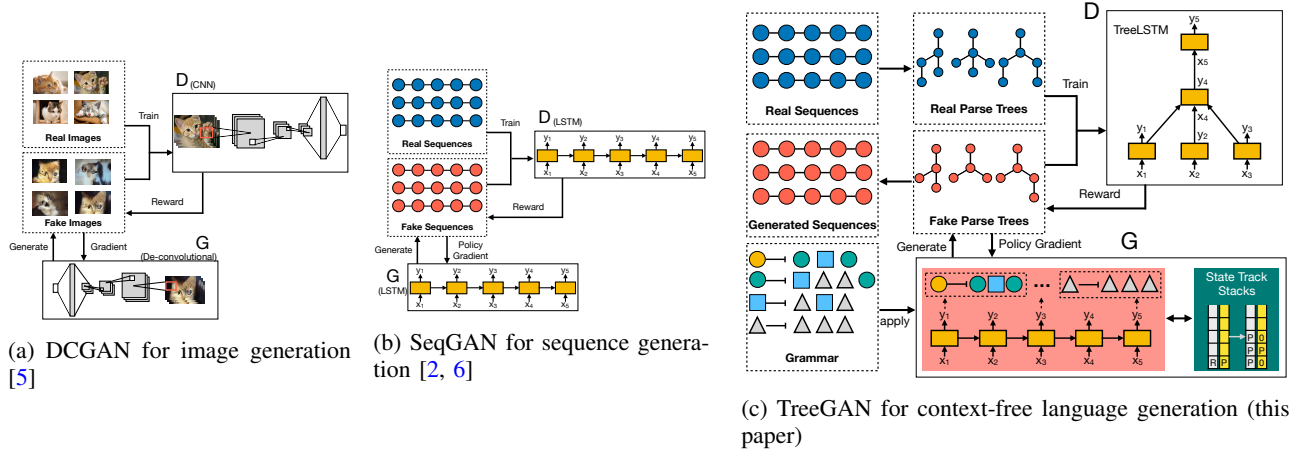 D (CNN)
Train
Real Images
Fake Images
Reward
Generate
Gradient
G
(De-convolutional)
(a) DCGAN for image generation
[5]
Real Sequences
Train
D (LSTM)
y1 y2 y3 y4 y5
x1 x2 x3 x4 x5
Fake Sequences
Reward
Generate
Policy
Gradient
G
(LSTM)
y1 y2 y3 y4 y5
x1 x2 x3 x4 x5
(b) SeqGAN for sequence genera-
tion [2, 6]
Real Sequences
Real Parse Trees
Train
D
TreeLSTM
y5
x5
y4
x4
y1 y2 y3
x1 x2 x3
Generated Sequences
Fake Parse Trees
Reward
Generate
Policy Gradient
G
Grammar
apply
...
y1 y2 y3 y4 y5
x1 x2 x3 x4 x5
State Track
Stacks
R P
P 0
P P
P 0
(c) TreeGAN for context-free language generation (this
paper)